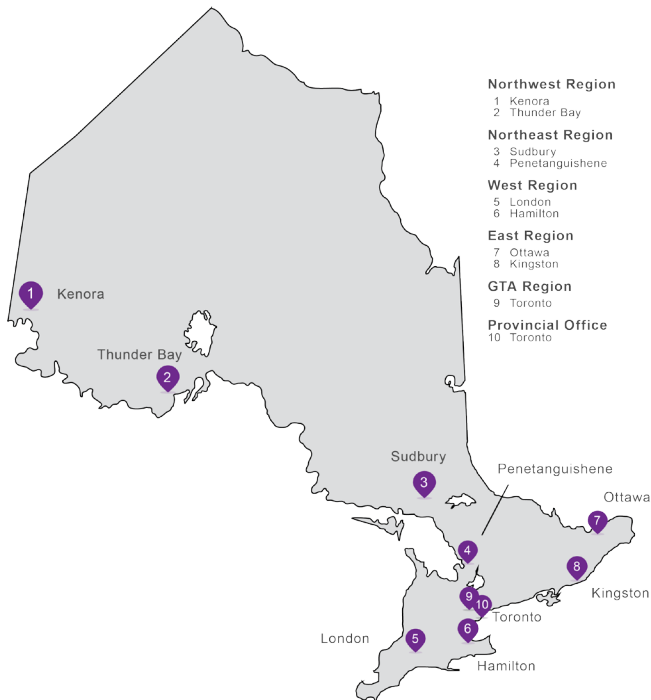 Northwest Region
1 Kenora
2 Thunder Bay
Northeast Region
3 Sudbury
4 Penetanguishene
West Region
5 London
6 Hamilton
East Region
7 Ottawa
8 Kingston
GTA Region
9 Toronto
Provincial Office
10 Toronto
1 Kenora
Thunder Bay
2
Sudbury
3
Penetanguishene
Ottawa
7
4
8
Kingston
9
10
Toronto
6
London
5
Hamilton